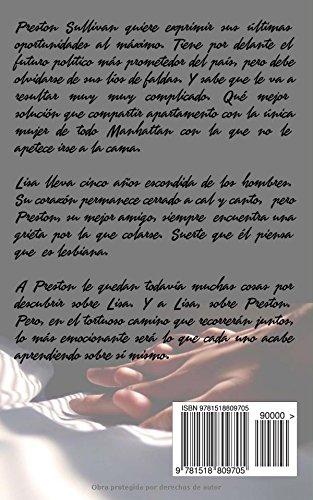 Preston Sullivan quiere exprimir sus últimas
oportunidades al máximo. Tiene por delante el
futuro político más prometedor del país, pero debe
olvidarse de sus líos de faldas. Y sabe que le va a
resultar muy muy complicado. Qué mejor
solución que compartir apartamento con la única
mujer de todo Manhattan con la que no le
apetece irse a la cama.
Lisa lleva cinco años escondida de los hombres.
Su corazón permanece cerrado a cal y canto, pero
Preston, su mejor amigo, siempre encuentra una
grieta por la que colarse. Suerte que él piensa
que es lesbiana.
A Preston le quedan todavía muchas cosas por
descubrir sobre Lisa. Y a Lisa, sobre Preston.
Pero, en el tortuoso camino que recorrerán juntos,
lo más emocionante será lo que cada uno acabe
aprendiendo sobre sí mismo.
ISBN 9781518809705
90000 >
9 781518 809705
Obra protegida por derechos de autor